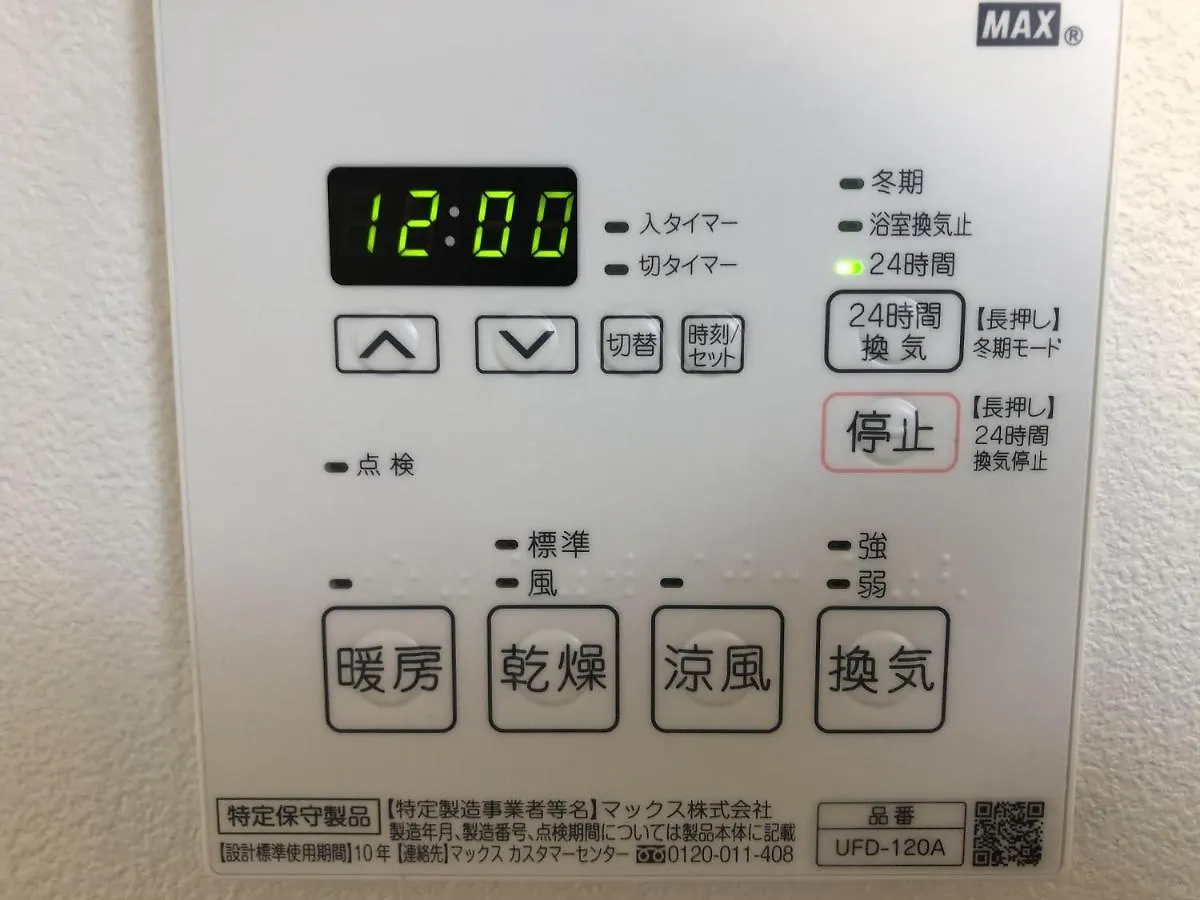 MAX®
12:00
入タイマー
切タイマー
冬期
浴室換気止
24時間
切替
時刻/
セット
24時間
換気
【長押し】
冬期モード
停止
【長押し】
24時間
換気停止
点検
標準
風
強
弱
暖房
乾燥
涼風
換気
特定保守製品
【特定製造事業者等名】マックス株式会社
製造年月、製造番号、点検期間については製品本体に記載
【設計標準使用期間】10年【連絡先】マックス カスタマーセンター 0120-011-408
品番
UFD-120A